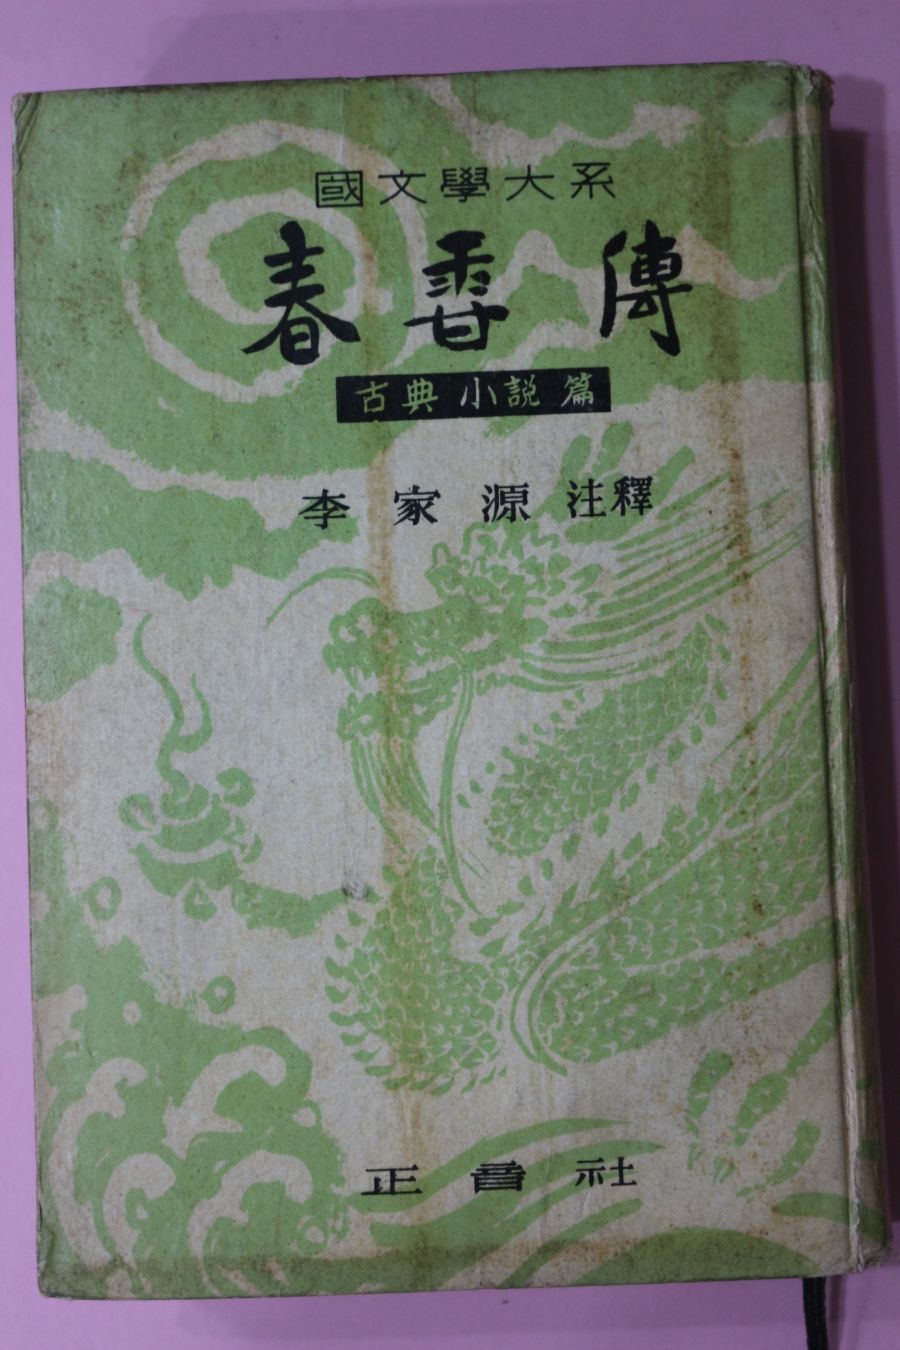 國文學大系
春香傳
古典 小說 篇
李家源 注釋
正音社